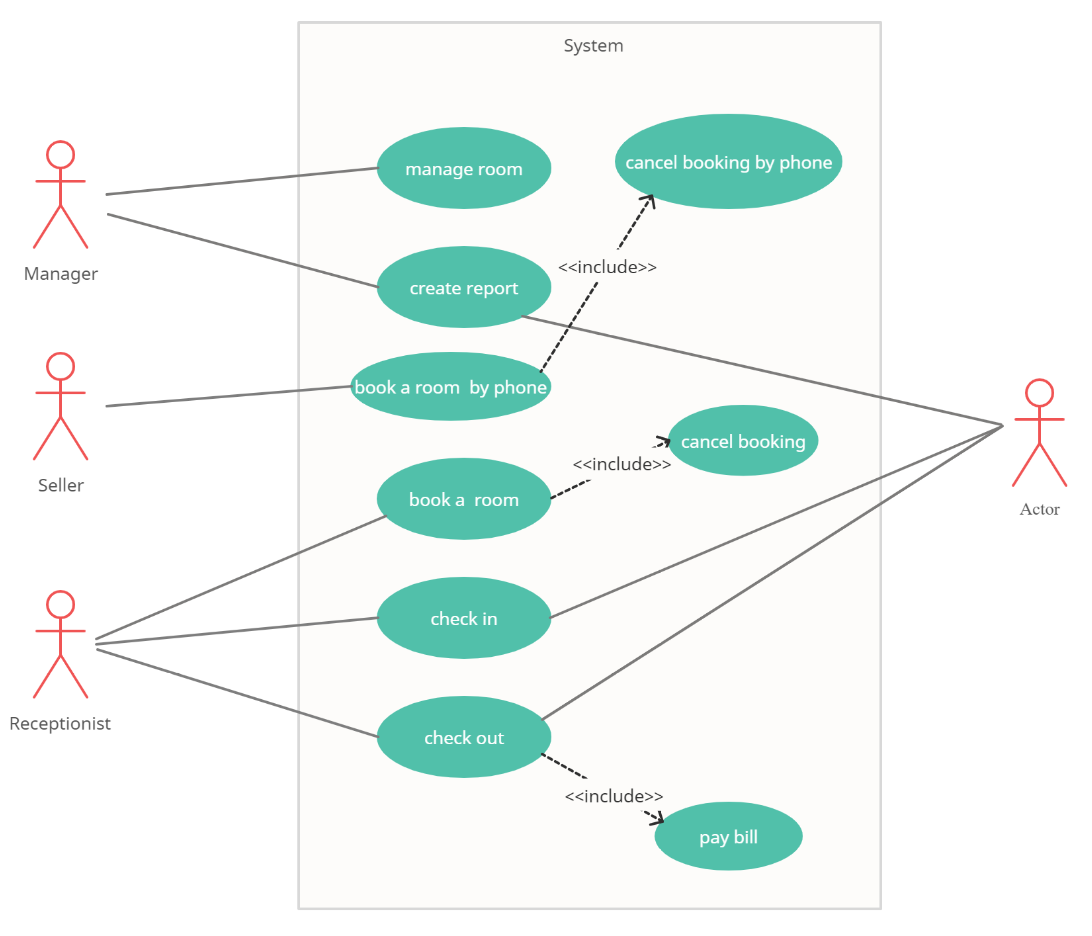 System
manage room
cancel booking by phone
Manager
<<include>>
create report
book a room  by phone
cancel booking
<<include>>
Seller
book a  room
Actor
check in
Receptionist
check out
<<include>>
pay bill